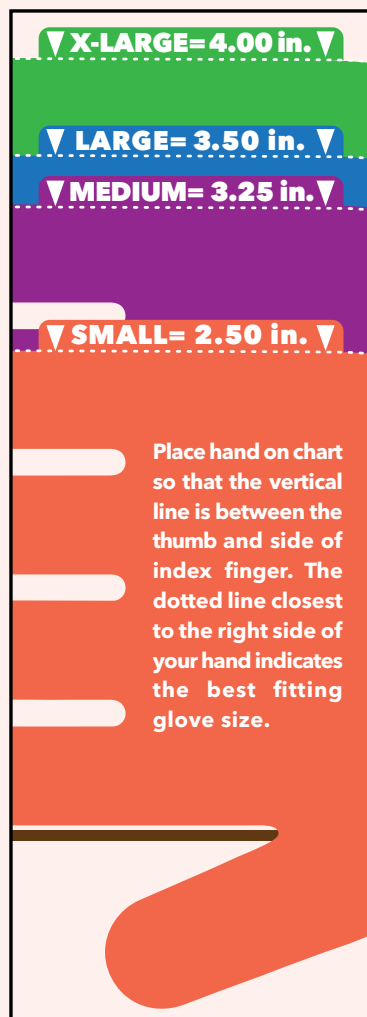 X-LARGE=4.00 in.
LARGE= 3.50 in.
MEDIUM= 3.25 in.
SMALL= 2.50 in.
Place hand on chart
so that the vertical
line is between the
thumb and side of
index finger. The
dotted line closest
to the right side of
your hand indicates
the best fitting
glove size.